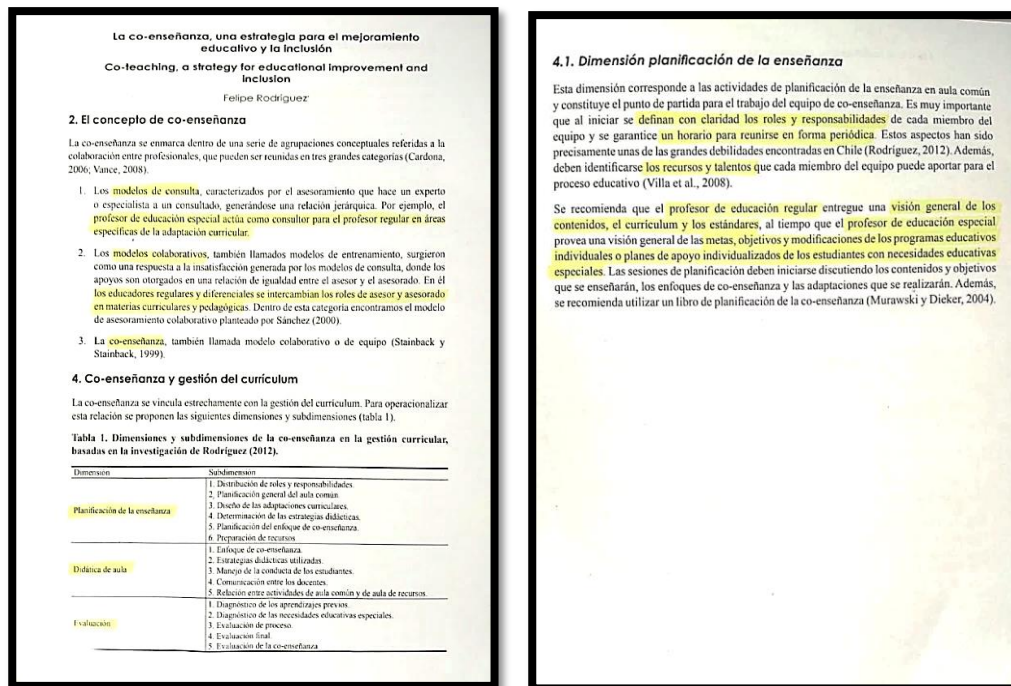 La co-enseñanza, una estrategia para el mejoramiento
educativo y la inclusión
Co-teaching, a strategy for educational improvement and
inclusion
Felipe Rodríguez
2. El concepto de co-enseñanza
La co-enseñanza se enmarca dentro de una serie de agrupaciones conceptuales referidas a la
colaboración entre profesionales, que pueden ser reunidas en tres grandes categorías (Cardona,
2006; Vance, 2008).
1. Los modelos de consulta, caracterizados por el asesoramiento que hace un experto
o especialista a un consultado, generándose una relación jerárquica. Por ejemplo, el
profesor de educación especial actúa como consultor para el profesor regular en áreas
específicas de la adaptación curricular.
2. Los modelos colaborativos, también llamados modelos de entrenamiento, surgieron
como una respuesta a la insatisfacción generada por los modelos de consulta, donde los
apoyos son otorgados en una relación de igualdad entre el asesor y el asesorado. En él
los educadores regulares y diferenciales se intercambian los roles de asesor y asesorado
en materias curriculares y pedagógicas. Dentro de esta categoría encontramos el modelo
de asesoramiento colaborativo planteado por Sánchez (2000).
3. La co-enseñanza, también llamada modelo colaborativo o de equipo (Stainback y
Stainback, 1999).
4. Co-enseñanza y gestión del currículum
La co-enseñanza se vincula estrechamente con la gestión del currículum. Para operacionalizar
esta relación se proponen las siguientes dimensiones y subdimensiones (tabla 1).
Tabla 1. Dimensiones y subdimensiones de la co-enseñanza en la gestión curricular,
basadas en la investigación de Rodríguez (2012).
Dimensión Subdimensión
Planificación de la enseñanza
1. Distribución de roles y responsabilidades.
2. Planificación general del aula común.
3. Diseño de las adaptaciones curriculares.
4. Determinación de las estrategias didácticas.
5. Planificación del enfoque de co-enseñanza.
6. Preparación de recursos
Didática de aula
1. Enfoque de co-enseñanza.
2. Estrategias didácticas utilizadas.
3. Manejo de la conducta de los estudiantes.
4. Comunicación entre los docentes.
5. Relación entre actividades de aula común y de aula de recursos.
Evaluación
1. Diagnóstico de los aprendizajes previos.
2. Diagnóstico de las necesidades educativas especiales.
3. Evaluación de proceso.
4. Evaluación final.
5. Evaluación de la co-enseñanza
4.1. Dimensión planificación de la enseñanza
Esta dimensión corresponde a las actividades de planificación de la enseñanza en aula común
y constituye el punto de partida para el trabajo del equipo de co-enseñanza. Es muy importante
que al iniciar se definan con claridad los roles y responsabilidades de cada miembro del
equipo y se garantice un horario para reunirse en forma periódica. Estos aspectos han sido
precisamente unas de las grandes debilidades encontradas en Chile (Rodríguez, 2012). Además,
deben identificarse los recursos y talentos que cada miembro del equipo puede aportar para el
proceso educativo (Villa et al., 2008).
Se recomienda que el profesor de educación regular entregue una visión general de los
contenidos, el currículum y los estándares, al tiempo que el profesor de educación especial
provea una visión general de las metas, objetivos y modificaciones de los programas educativos
individuales o planes de apoyo individualizados de los estudiantes con necesidades educativas
especiales. Las sesiones de planificación deben iniciarse discutiendo los contenidos y objetivos
que se enseñarán, los enfoques de co-enseñanza y las adaptaciones que se realizarán. Además,
se recomienda utilizar un libro de planificación de la co-enseñanza (Murawski y Dieker, 2004).